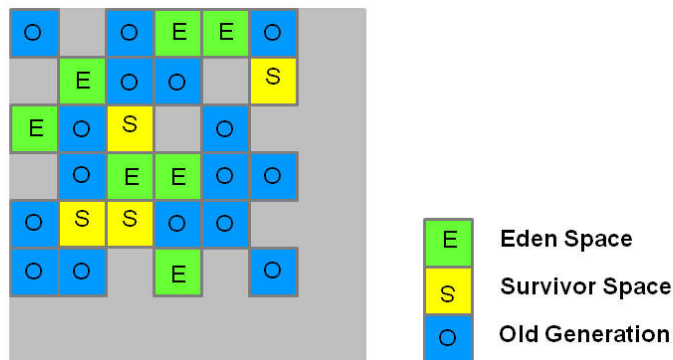 O O E E O
E O O S
E O S O
O E E O O
O S S O O
O O E O
E Eden Space
S Survivor Space
O Old Generation